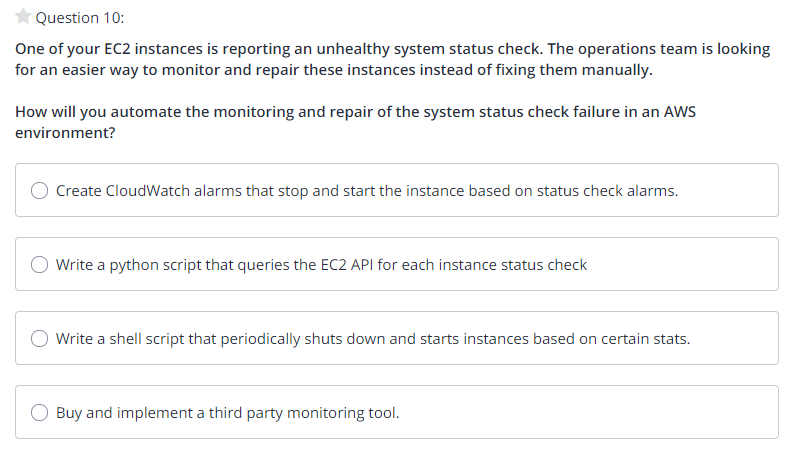 Question 10:
One of your EC2 instances is reporting an unhealthy system status check. The operations team is looking
for an easier way to monitor and repair these instances instead of fixing them manually.
How will you automate the monitoring and repair of the system status check failure in an AWS
environment?
Create CloudWatch alarms that stop and start the instance based on status check alarms.
Write a python script that queries the EC2 API for each instance status check
Write a shell script that periodically shuts down and starts instances based on certain stats.
Buy and implement a third party monitoring tool.